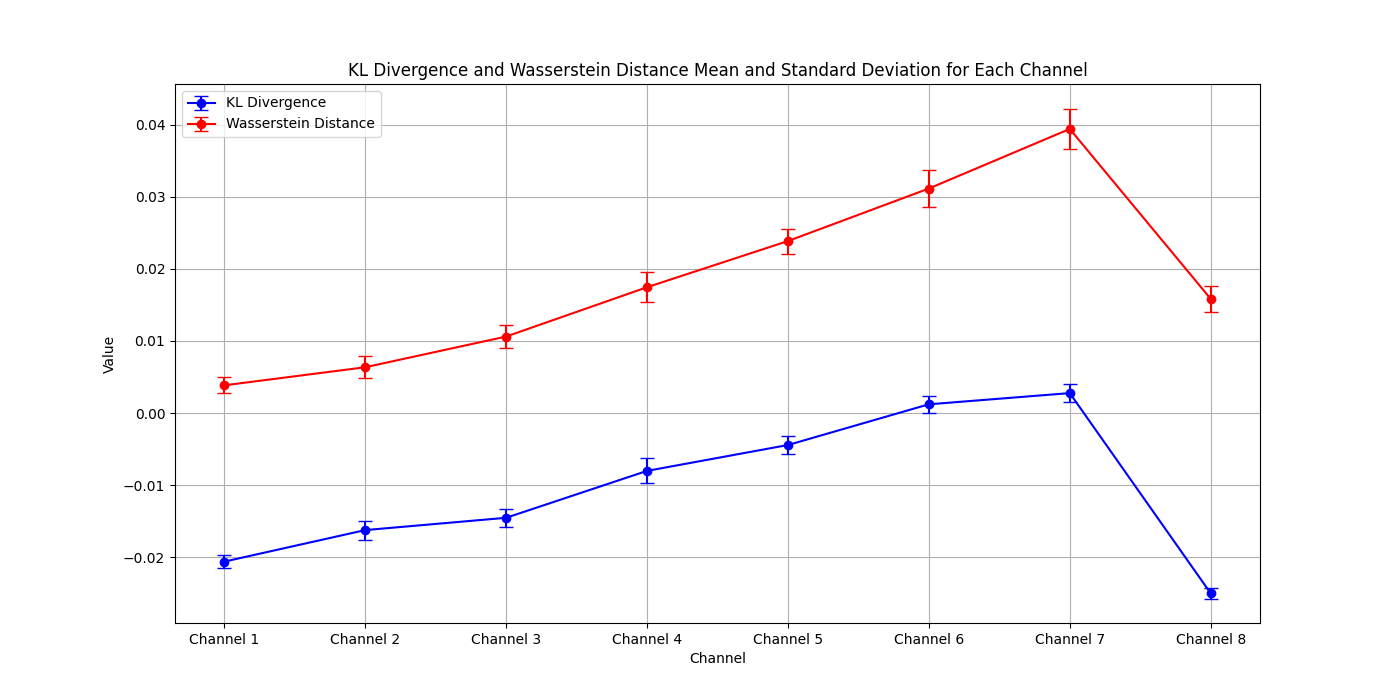 KL Divergence and Wasserstein Distance Mean and Standard Deviation for Each Channel
KL Divergence
Wasserstein Distance
0.04
0.03
0.02
0.01
0.00
−0.01
−0.02
Value
Channel 1 Channel 2 Channel 3 Channel 4 Channel 5 Channel 6 Channel 7 Channel 8
Channel